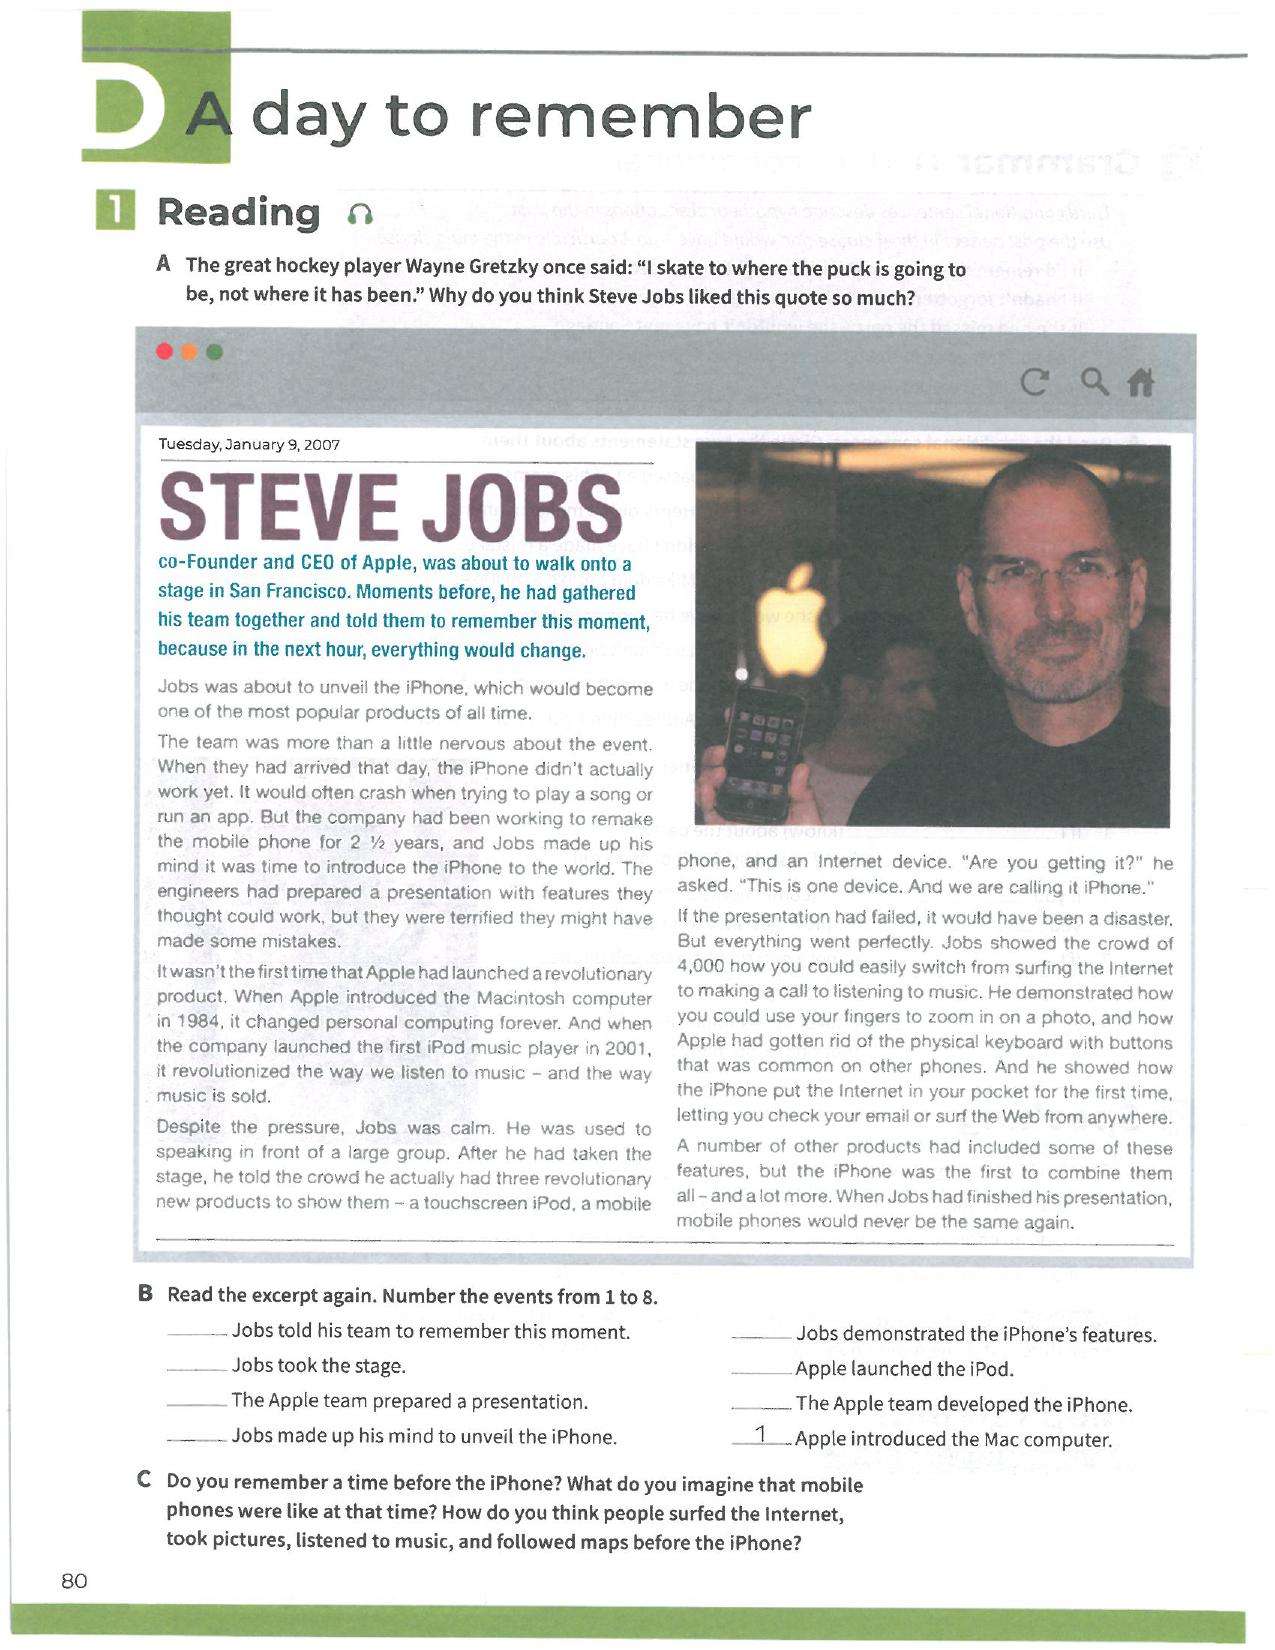 D A day to remember
1 Reading
A The great hockey player Wayne Gretzky once said: “I skate to where the puck is going to
be, not where it has been.” Why do you think Steve Jobs liked this quote so much?
Tuesday, January 9, 2007
STEVE JOBS
co-Founder and CEO of Apple, was about to walk onto a
stage in San Francisco. Moments before, he had gathered
his team together and told them to remember this moment,
because in the next hour, everything would change.
Jobs was about to unveil the iPhone, which would become
one of the most popular products of all time.
The team was more than a little nervous about the event.
When they had arrived that day, the iPhone didn't actually
work yet. It would often crash when trying to play a song or
run an app. But the company had been working to remake
the mobile phone for 2 ½ years, and Jobs made up his
mind it was time to introduce the iPhone to the world. The
engineers had prepared a presentation with features they
thought could work, but they were terrified they might have
made some mistakes.
It wasn't the first time that Apple had launched a revolutionary
product. When Apple introduced the Macintosh computer
in 1984, it changed personal computing forever. And when
the company launched the first iPod music player in 2001,
it revolutionized the way we listen to music – and the way
music is sold.
Despite the pressure, Jobs was calm. He was used to
speaking in front of a large group. After he had taken the
stage, he told the crowd he actually had three revolutionary
new products to show them – a touchscreen iPod, a mobile
phone, and an Internet device. "Are you getting it?" he
asked. "This is one device. And we are calling it iPhone."
If the presentation had failed, it would have been a disaster.
But everything went perfectly. Jobs showed the crowd of
4,000 how you could easily switch from surfing the Internet
to making a call to listening to music. He demonstrated how
you could use your fingers to zoom in on a photo, and how
Apple had gotten rid of the physical keyboard with buttons
that was common on other phones. And he showed how
the iPhone put the Internet in your pocket for the first time,
letting you check your email or surf the Web from anywhere.
A number of other products had included some of these
features, but the iPhone was the first to combine them
all – and a lot more. When Jobs had finished his presentation,
mobile phones would never be the same again.
B Read the excerpt again. Number the events from 1 to 8.
______ Jobs told his team to remember this moment.
______ Jobs took the stage.
______ The Apple team prepared a presentation.
______ Jobs made up his mind to unveil the iPhone.
______ Jobs demonstrated the iPhone's features.
______ Apple launched the iPod.
______ The Apple team developed the iPhone.
1 Apple introduced the Mac computer.
C Do you remember a time before the iPhone? What do you imagine that mobile
phones were like at that time? How do you think people surfed the Internet,
took pictures, listened to music, and followed maps before the iPhone?
80